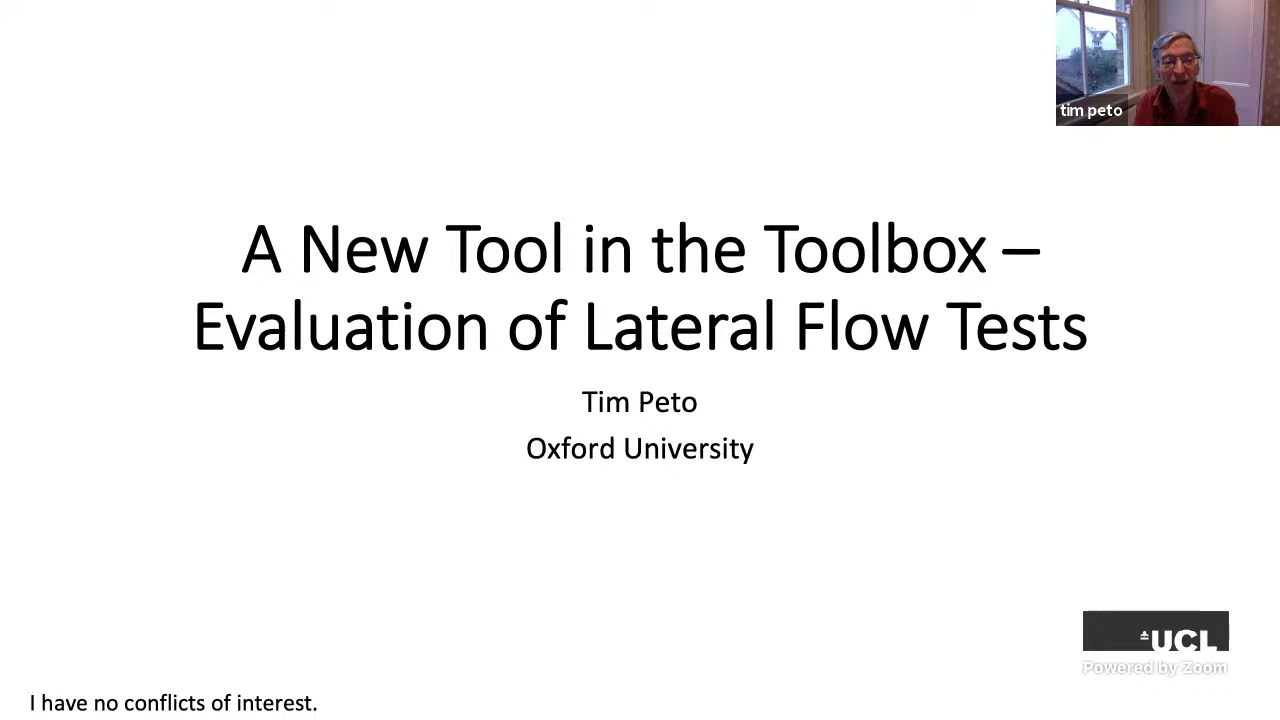 tim peto
A New Tool in the Toolbox –
Evaluation of Lateral Flow Tests
Tim Peto
Oxford University
UCL
Powered by Zoom
I have no conflicts of interest.